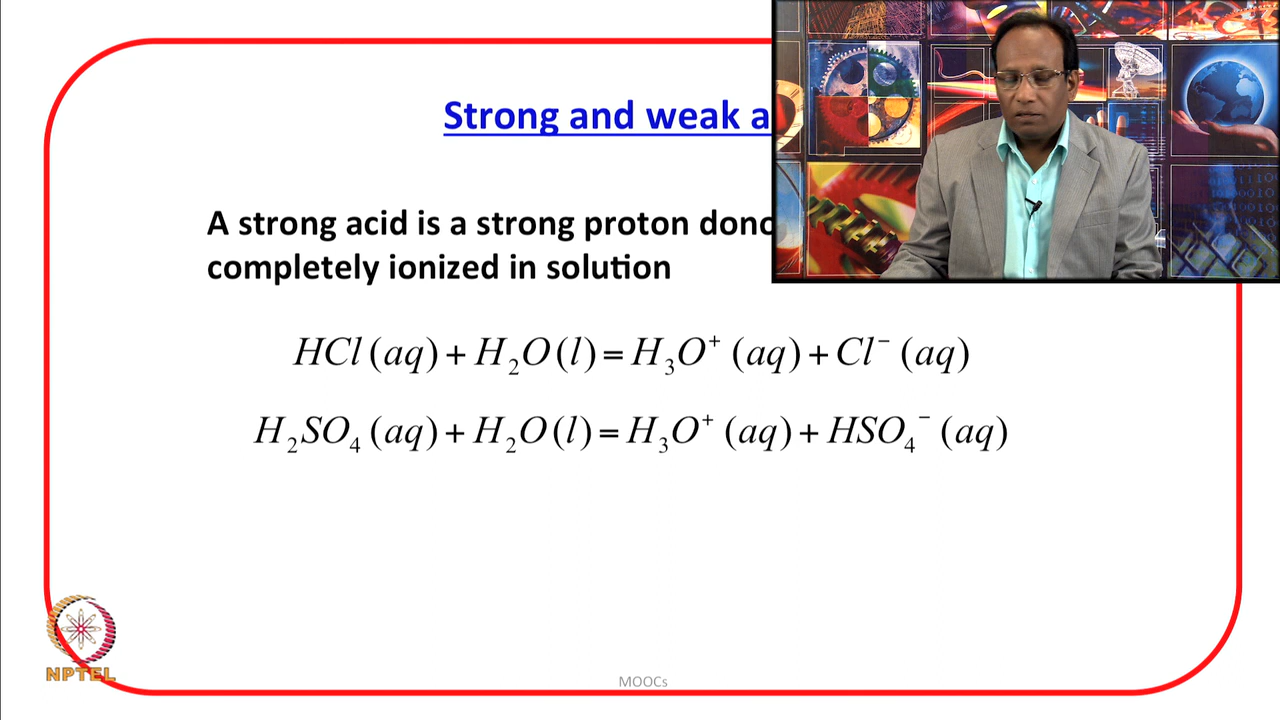 Strong and weak a
A strong acid is a strong proton dono
completely ionized in solution
HCl (aq) + H₂O (l) = H₃O⁺ (aq) + Cl⁻ (aq)
H₂SO₄ (aq) + H₂O (l) = H₃O⁺ (aq) + HSO₄⁻ (aq)
NPTEL
MOOCs